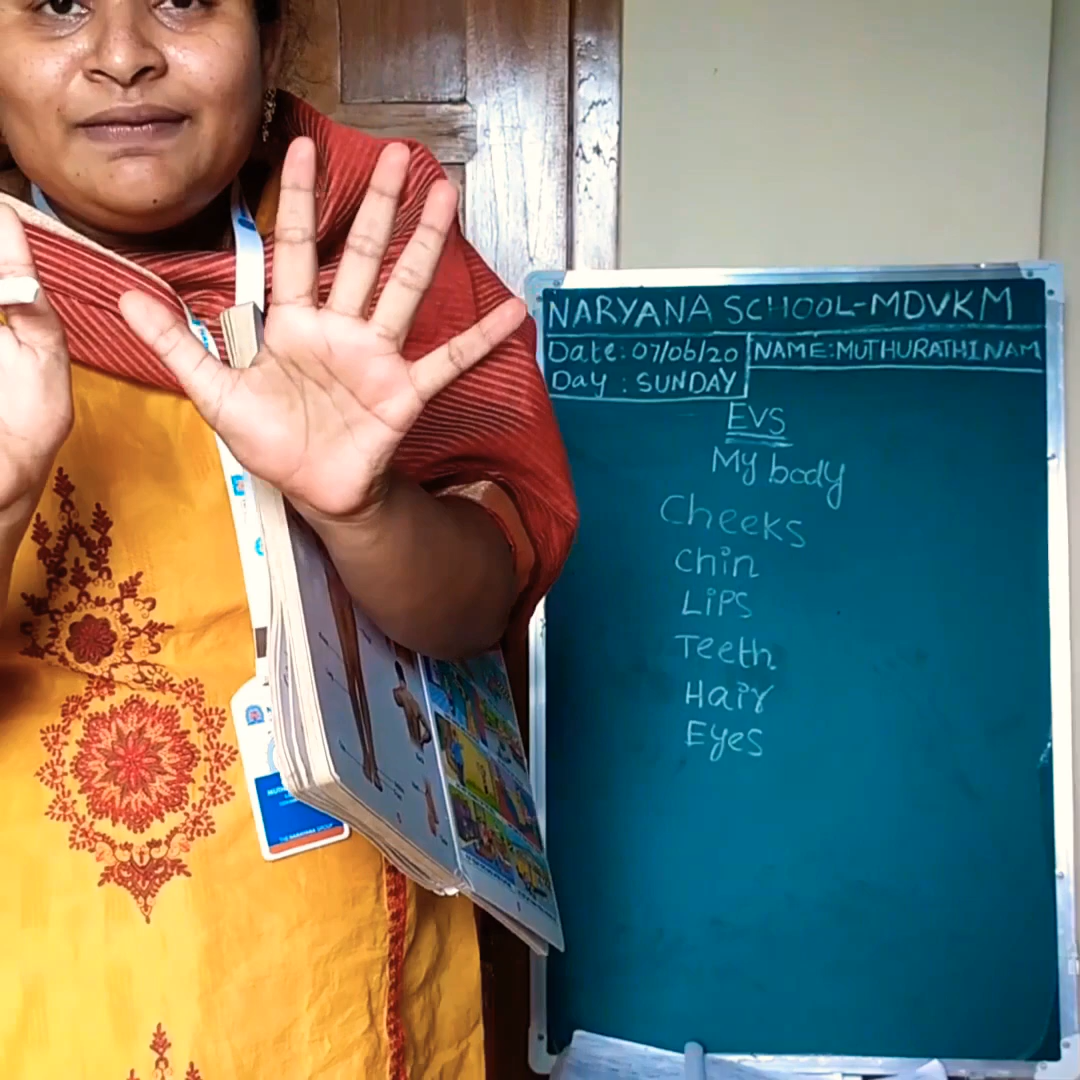 NARYANA SCHOOL-MDVKM
Date: 07/06/20 NAME:MUTHURATHINAM
Day : SUNDAY
EVS
My body
Cheeks
Chin
LiPS
Teeth
Hair
Eyes